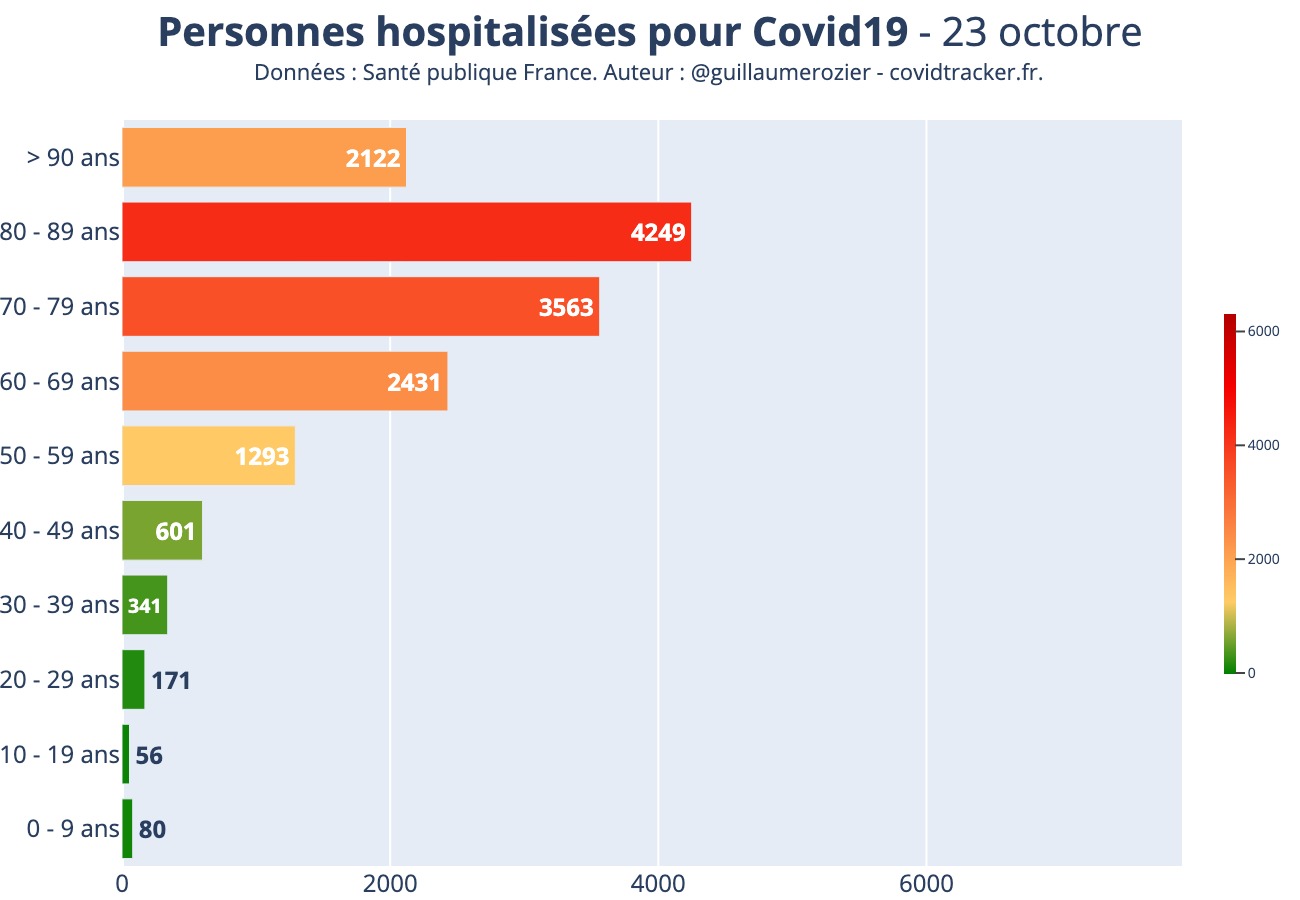 Personnes hospitalisées pour Covid19 - 23 octobre
Données : Santé publique France. Auteur : @guillaumerozier - covidtracker.fr.
> 90 ans 2122
80 - 89 ans 4249
70 - 79 ans 3563
60 - 69 ans 2431
50 - 59 ans 1293
40 - 49 ans 601
30 - 39 ans 341
20 - 29 ans 171
10 - 19 ans 56
0 - 9 ans 80
0 2000 4000 6000
6000
4000
2000
0